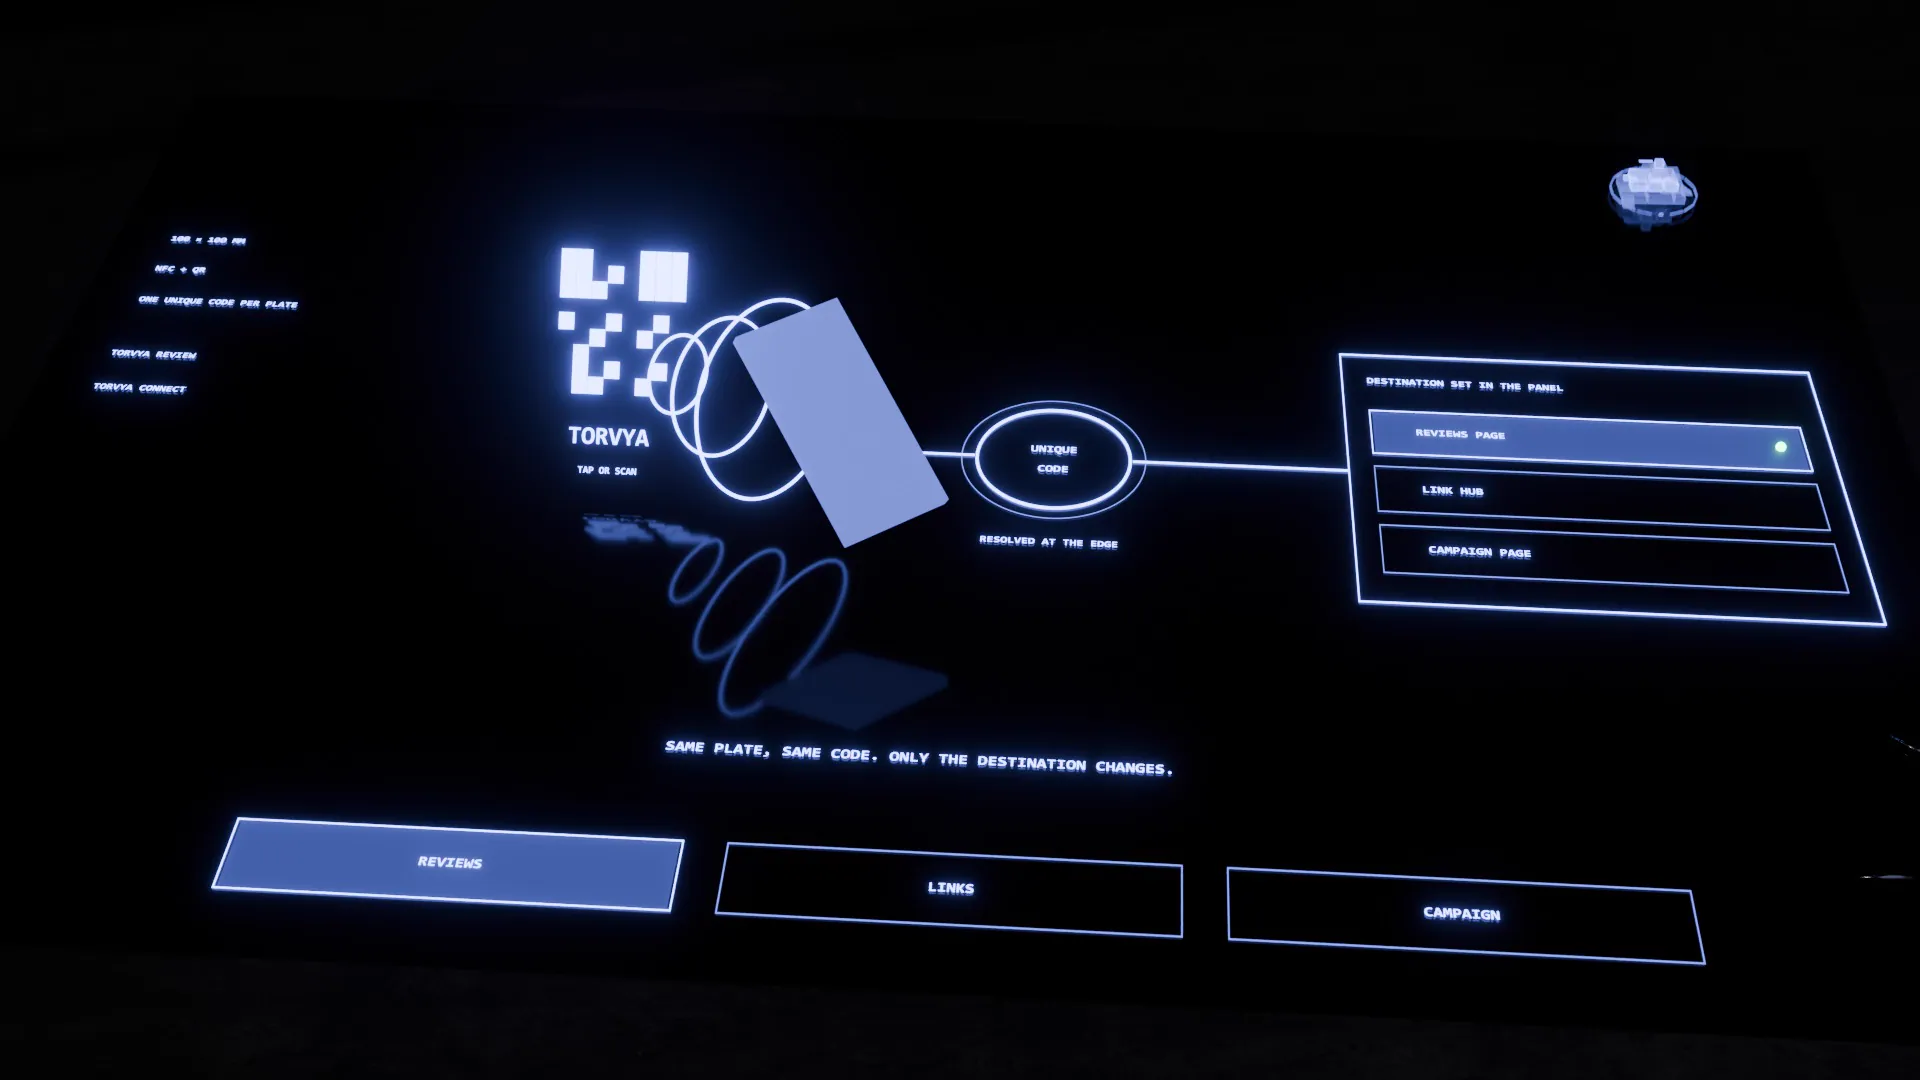 100 × 100 MM
NFC + QR
ONE UNIQUE CODE PER PLATE
TORVYA REVIEW
TORVYA CONNECT
TORVYA
TAP OR SCAN
UNIQUE
CODE
RESOLVED AT THE EDGE
DESTINATION SET IN THE PANEL
REVIEWS PAGE
LINK HUB
CAMPAIGN PAGE
SAME PLATE, SAME CODE. ONLY THE DESTINATION CHANGES.
REVIEWS
LINKS
CAMPAIGN